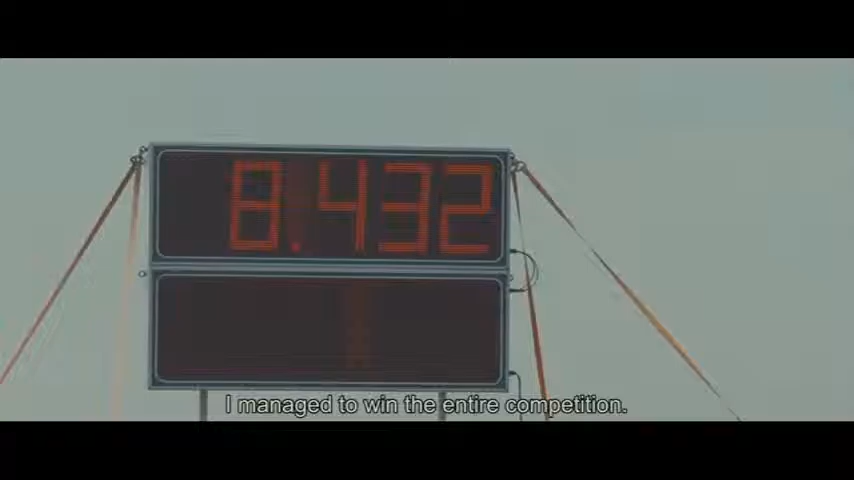 8.432
I managed to win the entire competition.